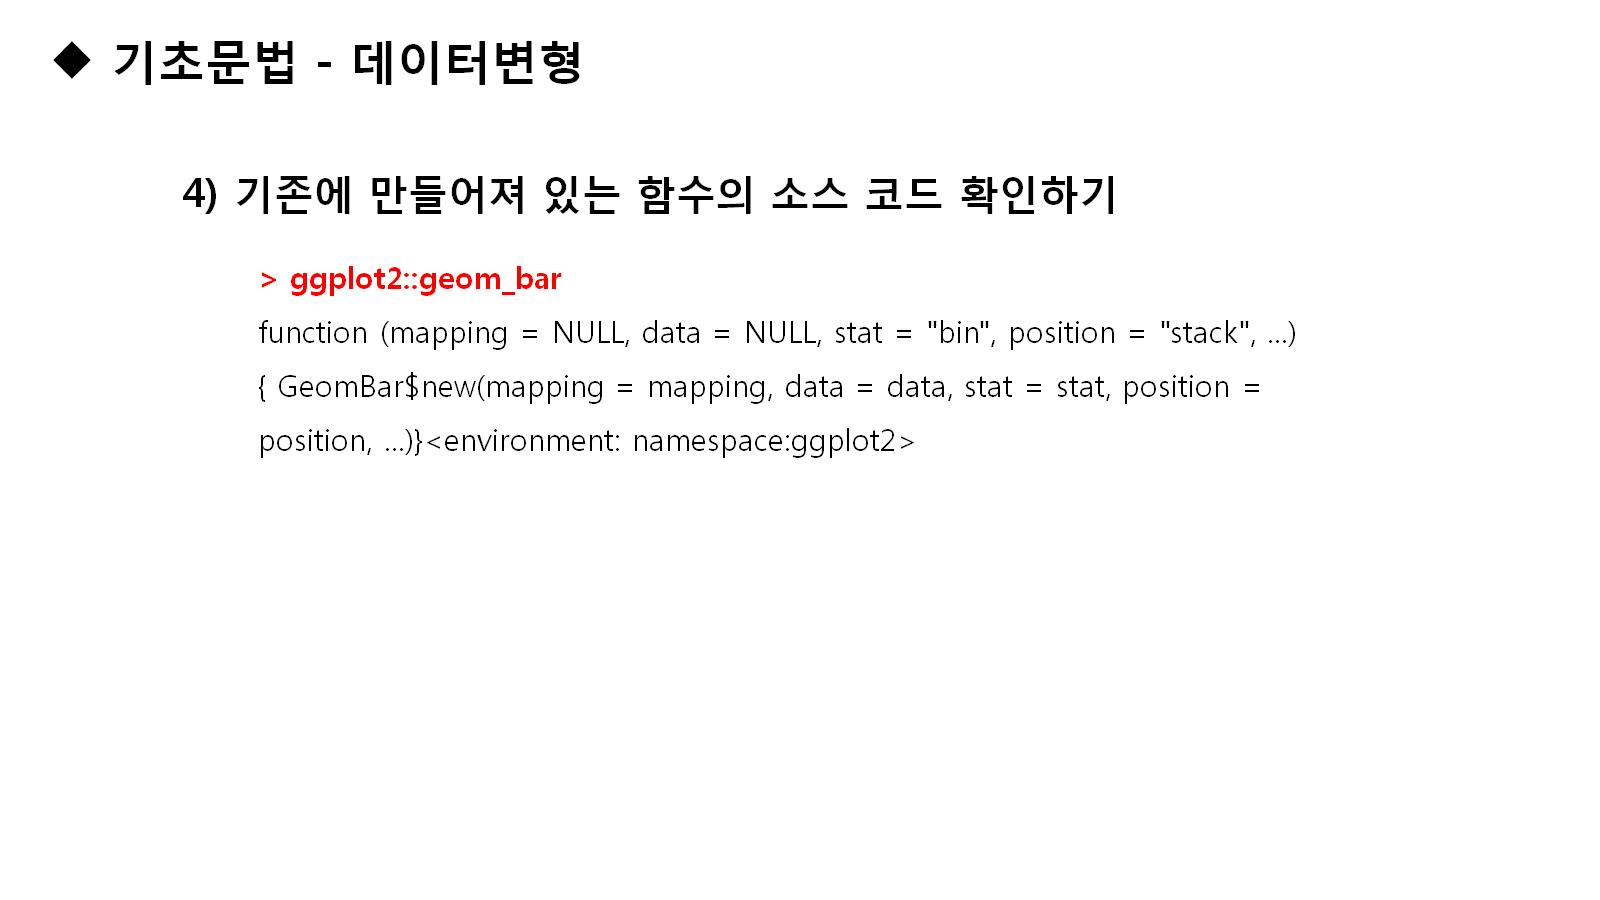 ◆ 기초문법 - 데이터변형
4) 기존에 만들어져 있는 함수의 소스 코드 확인하기
> ggplot2::geom_bar
function (mapping = NULL, data = NULL, stat = "bin", position = "stack", ...)
{ GeomBar$new(mapping = mapping, data = data, stat = stat, position =
position, ...)}<environment: namespace:ggplot2>